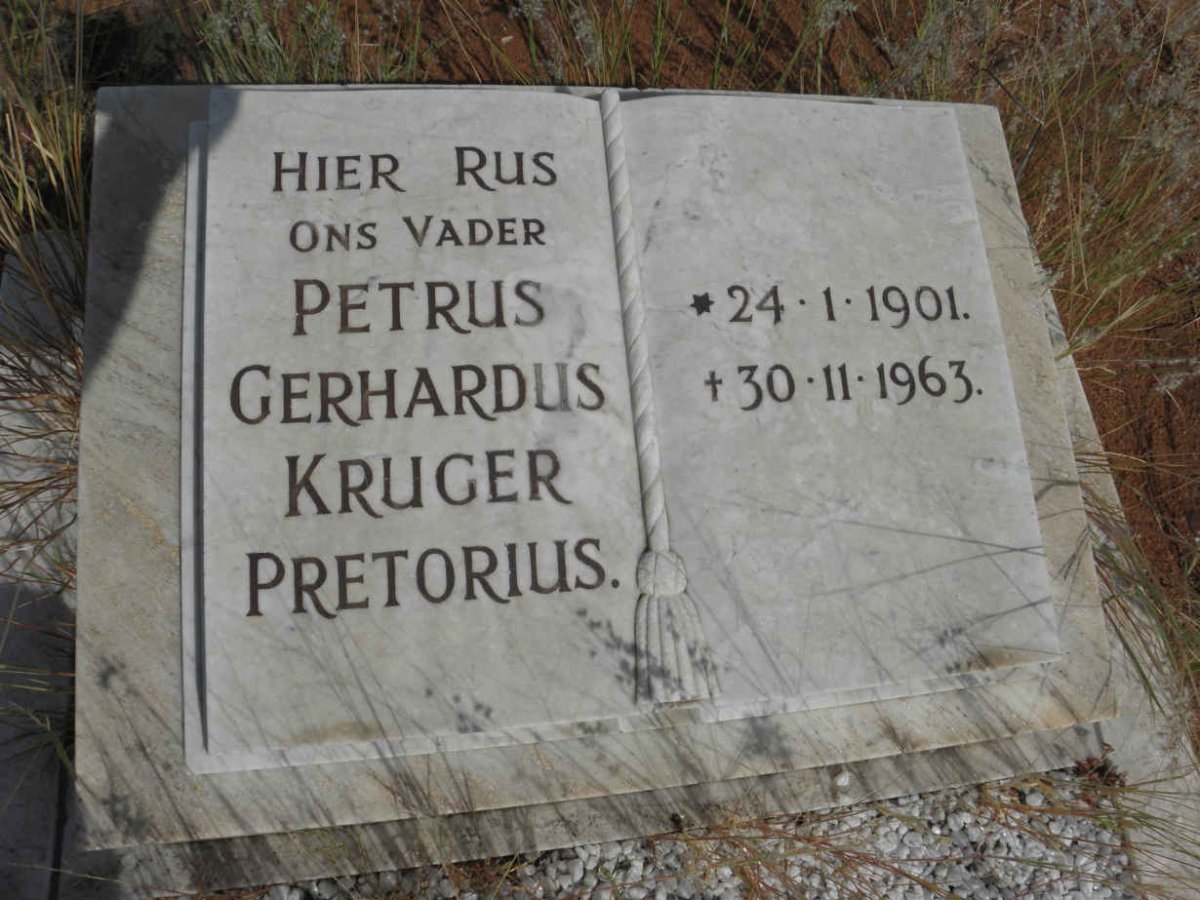 HIER RUS
ONS VADER
PETRUS
GERHARDUS
KRUGER
PRETORIUS.
* 24·1·1901.
† 30·11·1963.